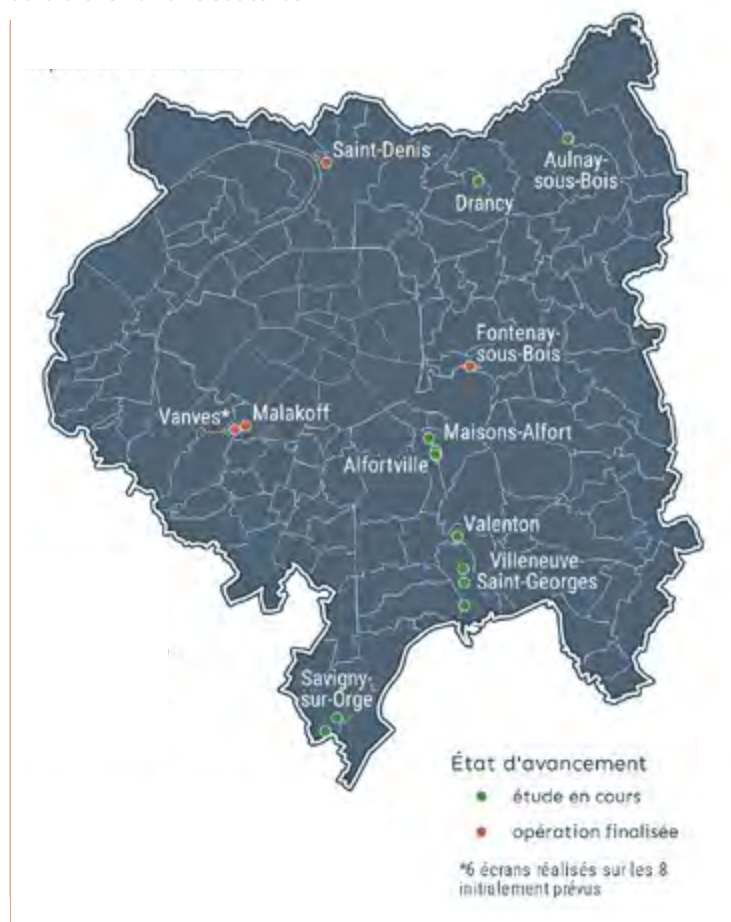 Saint-Denis
Aulnay-
sous-Bois
Drancy
Fontenay-
sous-Bois
Vanves*
Malakoff
Maisons-Alfort
Alfortville
Valenton
Villeneuve-
Saint-Georges
Savigny-
sur-Orge
État d'avancement
étude en cours
opération finalisée
*6 écrans réalisés sur les 8
initialement prévus